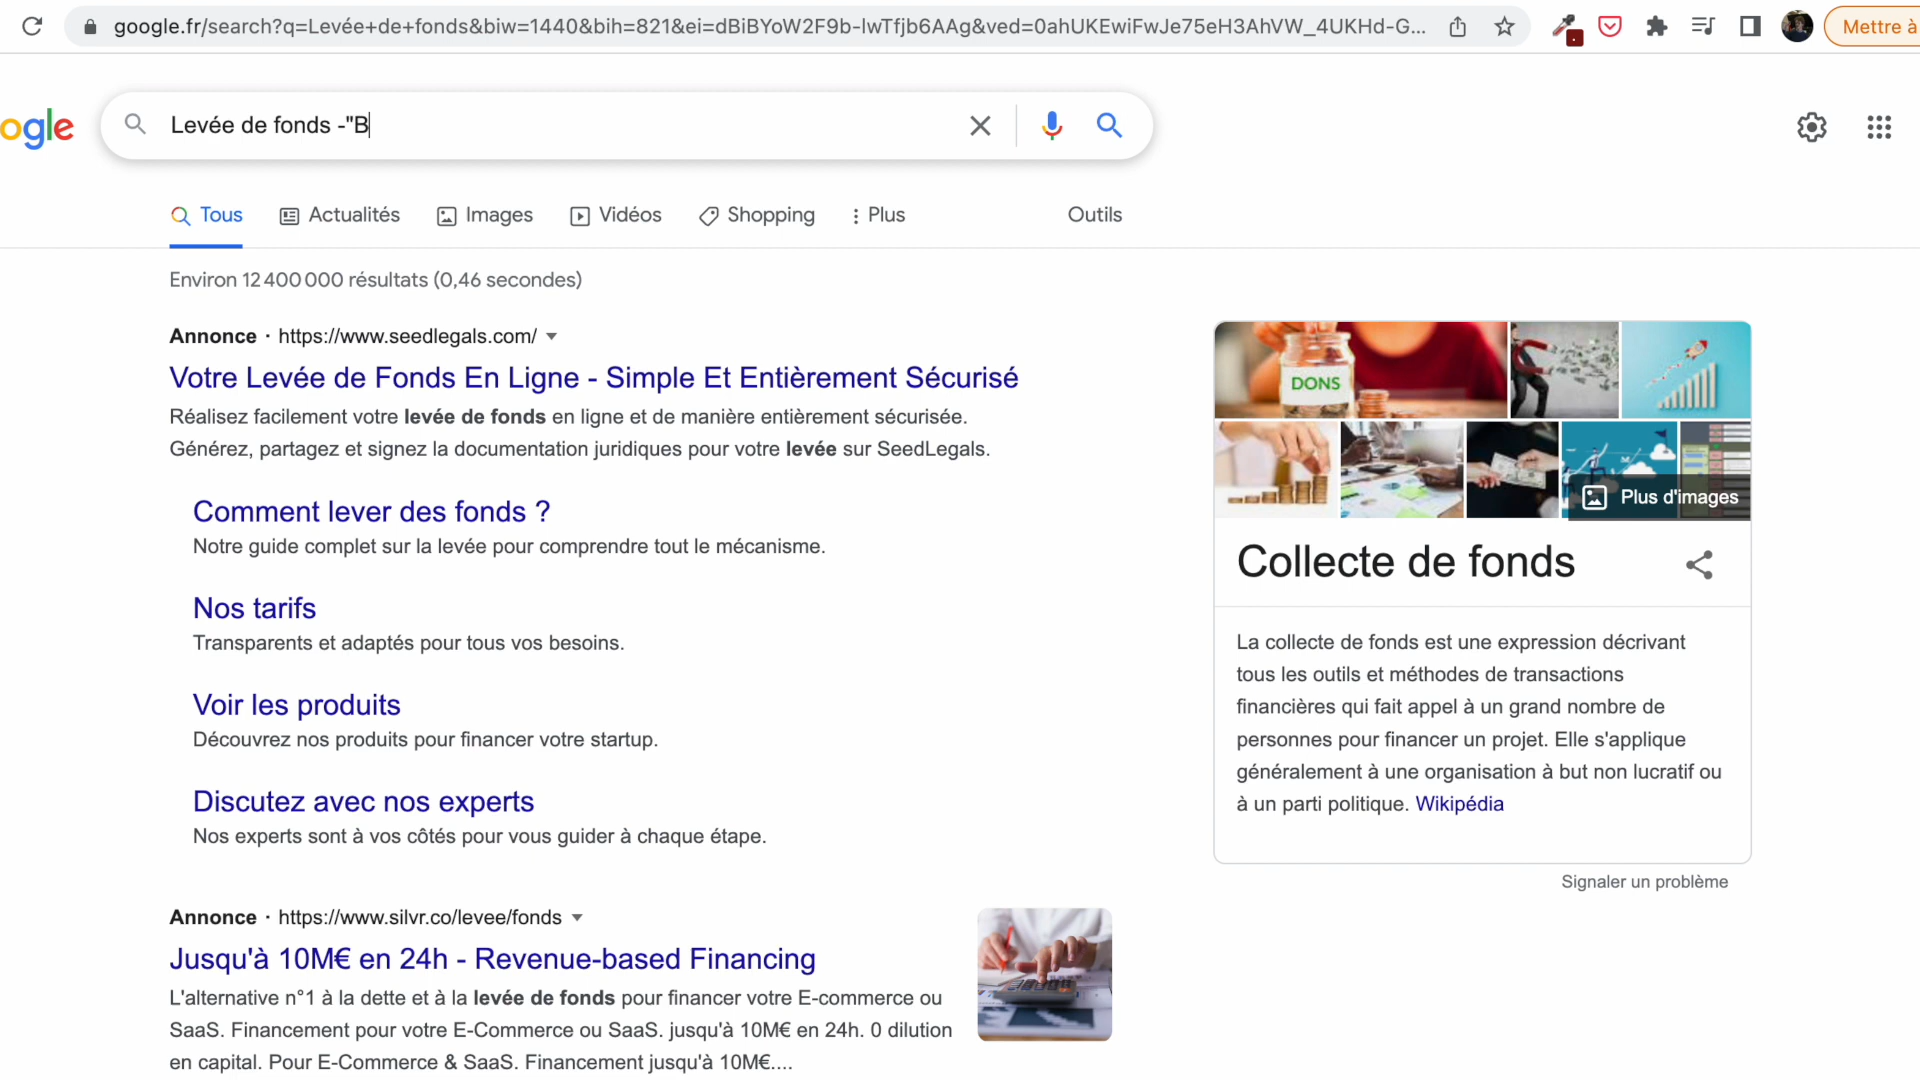 google.fr/search?q=Levée+de+fonds&biw=1440&bih=821&ei=dBiBYoW2F9b-lwTfjb6AAg&ved=0ahUKEwiFwJe75eH3AhVW_4UKHd-G...
Mettre à
ogle
Levée de fonds -"B
Tous
Actualités
Images
Vidéos
Shopping
Plus
Outils
Environ 12 400 000 résultats (0,46 secondes)
Annonce · https://www.seedlegals.com/
Votre Levée de Fonds En Ligne - Simple Et Entièrement Sécurisé
Réalisez facilement votre levée de fonds en ligne et de manière entièrement sécurisée.
Générez, partagez et signez la documentation juridiques pour votre levée sur SeedLegals.
Comment lever des fonds ?
Notre guide complet sur la levée pour comprendre tout le mécanisme.
Nos tarifs
Transparents et adaptés pour tous vos besoins.
Voir les produits
Découvrez nos produits pour financer votre startup.
Discutez avec nos experts
Nos experts sont à vos côtés pour vous guider à chaque étape.
Annonce · https://www.silvr.co/levee/fonds
Jusqu'à 10M€ en 24h - Revenue-based Financing
L'alternative n°1 à la dette et à la levée de fonds pour financer votre E-commerce ou
SaaS. Financement pour votre E-Commerce ou SaaS. jusqu'à 10M€ en 24h. 0 dilution
en capital. Pour E-Commerce & SaaS. Financement jusqu'à 10M€....
DONS
Plus d'images
Collecte de fonds
La collecte de fonds est une expression décrivant
tous les outils et méthodes de transactions
financières qui fait appel à un grand nombre de
personnes pour financer un projet. Elle s'applique
généralement à une organisation à but non lucratif ou
à un parti politique. Wikipédia
Signaler un problème